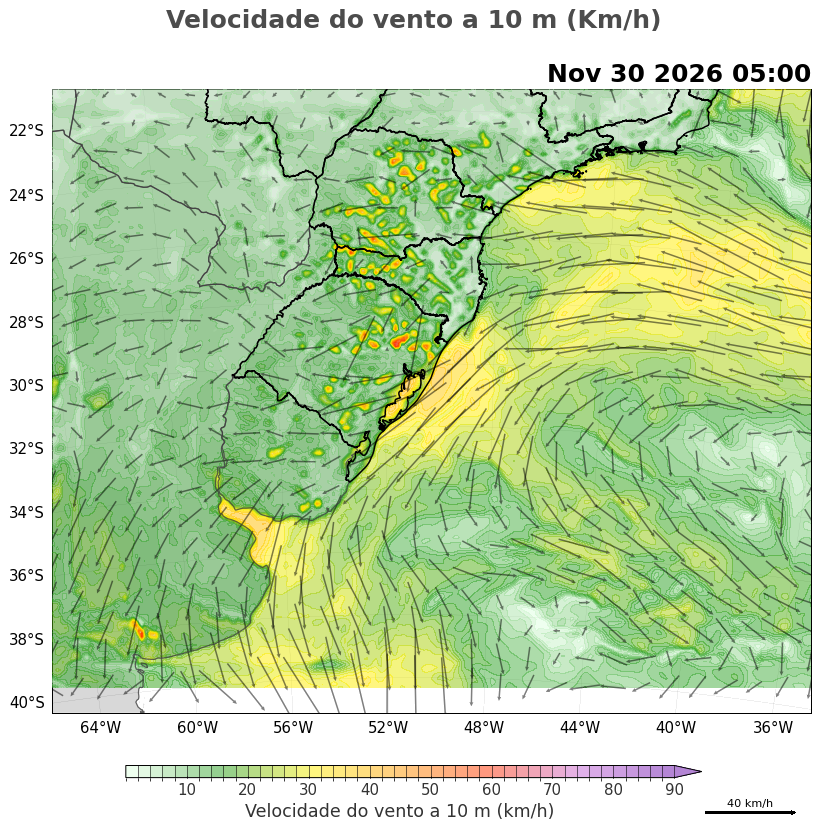 Velocidade do vento a 10 m (Km/h)
Nov 30 2026 05:00
22°S
24°S
26°S
28°S
30°S
32°S
34°S
36°S
38°S
40°S
64°W 60°W 56°W 52°W 48°W 44°W 40°W 36°W
10 20 30 40 50 60 70 80 90
Velocidade do vento a 10 m (km/h)
40 km/h